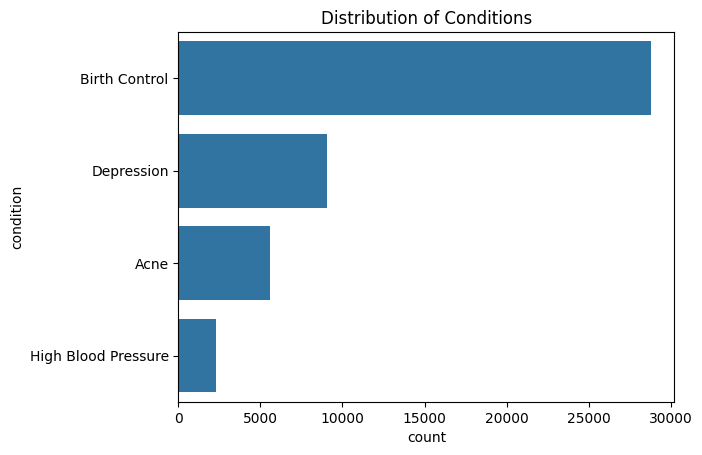 Distribution of Conditions
condition
Birth Control
Depression
Acne
High Blood Pressure
0 5000 10000 15000 20000 25000 30000
count